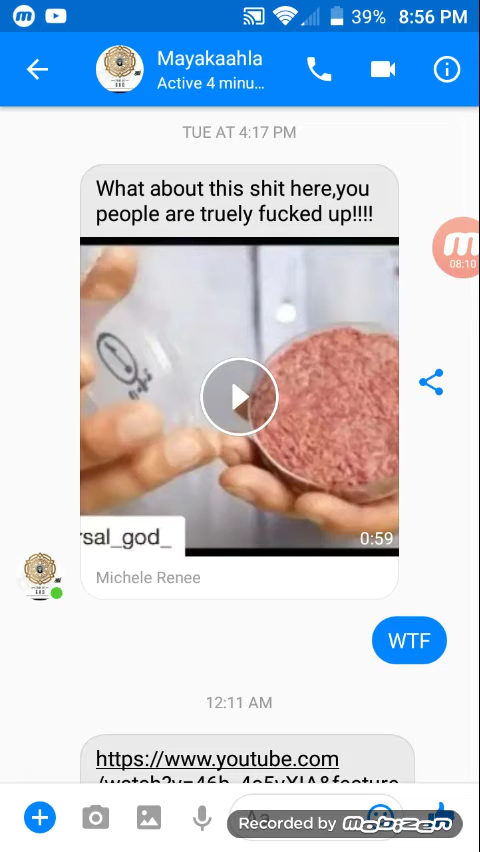 39% 8:56 PM
Mayakaahla
Active 4 minu...
TUE AT 4:17 PM
What about this shit here,you
people are truely fucked up!!!!
08:10
rsal_god_
0:59
Michele Renee
WTF
12:11 AM
https://www.youtube.com
Recorded by MOBIZEN